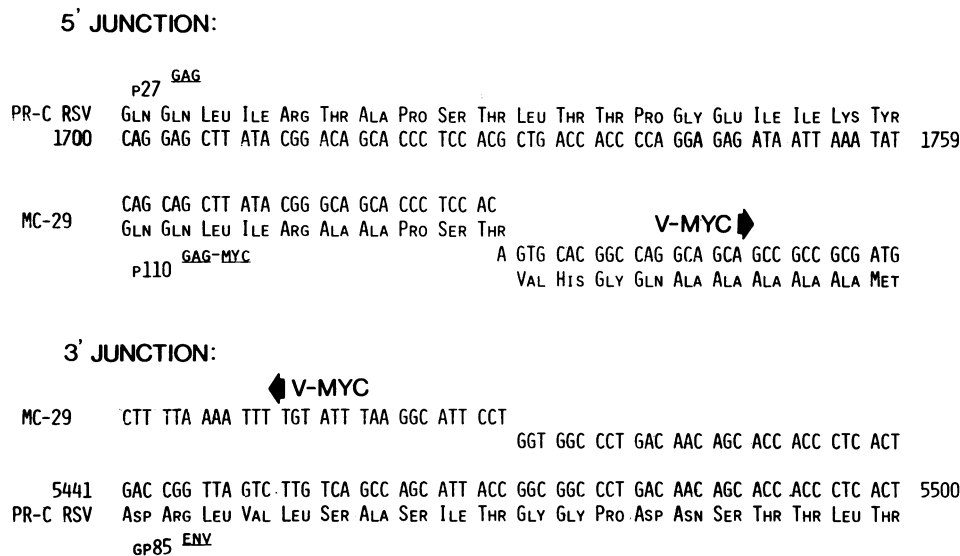 5' JUNCTION:
P27 GAG
PR-C RSV GLN GLN LEU ILE ARG THR ALA PRO SER THR LEU THR THR PRO GLY GLU ILE ILE LYS TYR
1700 CAG GAG CTT ATA CGG ACA GCA CCC TCC ACG CTG ACC ACC CCA GGA GAG ATA ATT AAA TAT 1759
CAG CAG CTT ATA CGG GCA GCA CCC TCC AC
MC-29 GLN GLN LEU ILE ARG ALA ALA PRO SER THR V-MYC
P110 GAG-MYC A GTG CAC GGC CAG GCA GCA GCC GCC GCG ATG
VAL HIS GLY GLN ALA ALA ALA ALA ALA MET
3' JUNCTION:
V-MYC
MC-29 CTT TTA AAA TTT TGT ATT TAA GGC ATT CCT
GGT GGC CCT GAC AAC AGC ACC ACC CTC ACT
5441 GAC CGG TTA GTC TTG TCA GCC AGC ATT ACC GGC GGC CCT GAC AAC AGC ACC ACC CTC ACT 5500
PR-C RSV ASP ARG LEU VAL LEU SER ALA SER ILE THR GLY GLY PRO ASP ASN SER THR THR LEU THR
GP85 ENV